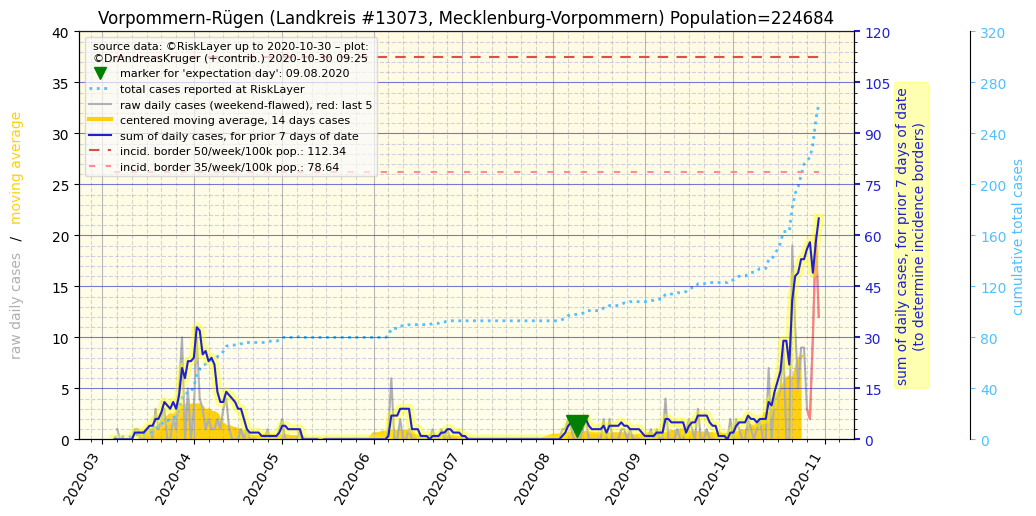 Vorpommern-Rügen (Landkreis #13073, Mecklenburg-Vorpommern) Population=224684
source data: ©RiskLayer up to 2020-10-30 – plot:
©DrAndreasKruger (+contrib.) 2020-10-30 09:25
marker for 'expectation day': 09.08.2020
total cases reported at RiskLayer
raw daily cases (weekend-flawed), red: last 5
centered moving average, 14 days cases
sum of daily cases, for prior 7 days of date
incid. border 50/week/100k pop.: 112.34
incid. border 35/week/100k pop.: 78.64
raw daily cases / moving average
40
35
30
25
20
15
10
5
0
2020-03
2020-04
2020-05
2020-06
2020-07
2020-08
2020-09
2020-10
2020-11
120
105
90
75
60
45
30
15
0
sum of daily cases, for prior 7 days of date
(to determine incidence borders)
320
280
240
200
160
120
80
40
0
cumulative total cases